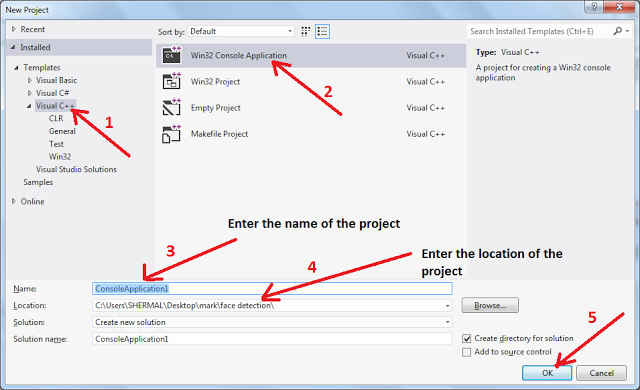 New Project
Recent
Installed
Templates
Visual Basic
Visual C#
Visual C++
CLR
General
Test
Win32
Visual Studio Solutions
Samples
Online
1
Sort by: Default
Search Installed Templates (Ctrl+E)
Win32 Console Application Visual C++
Win32 Project Visual C++
Empty Project Visual C++
Makefile Project Visual C++
2
Type: Visual C++
A project for creating a Win32 console
application
Enter the name of the project
3
4
Enter the location of the
project
Name: ConsoleApplication1
Location: C:\Users\SHERMAL\Desktop\mark\face detection\
Browse...
Solution: Create new solution
Solution name: ConsoleApplication1
5
Create directory for solution
Add to source control
OK Cancel